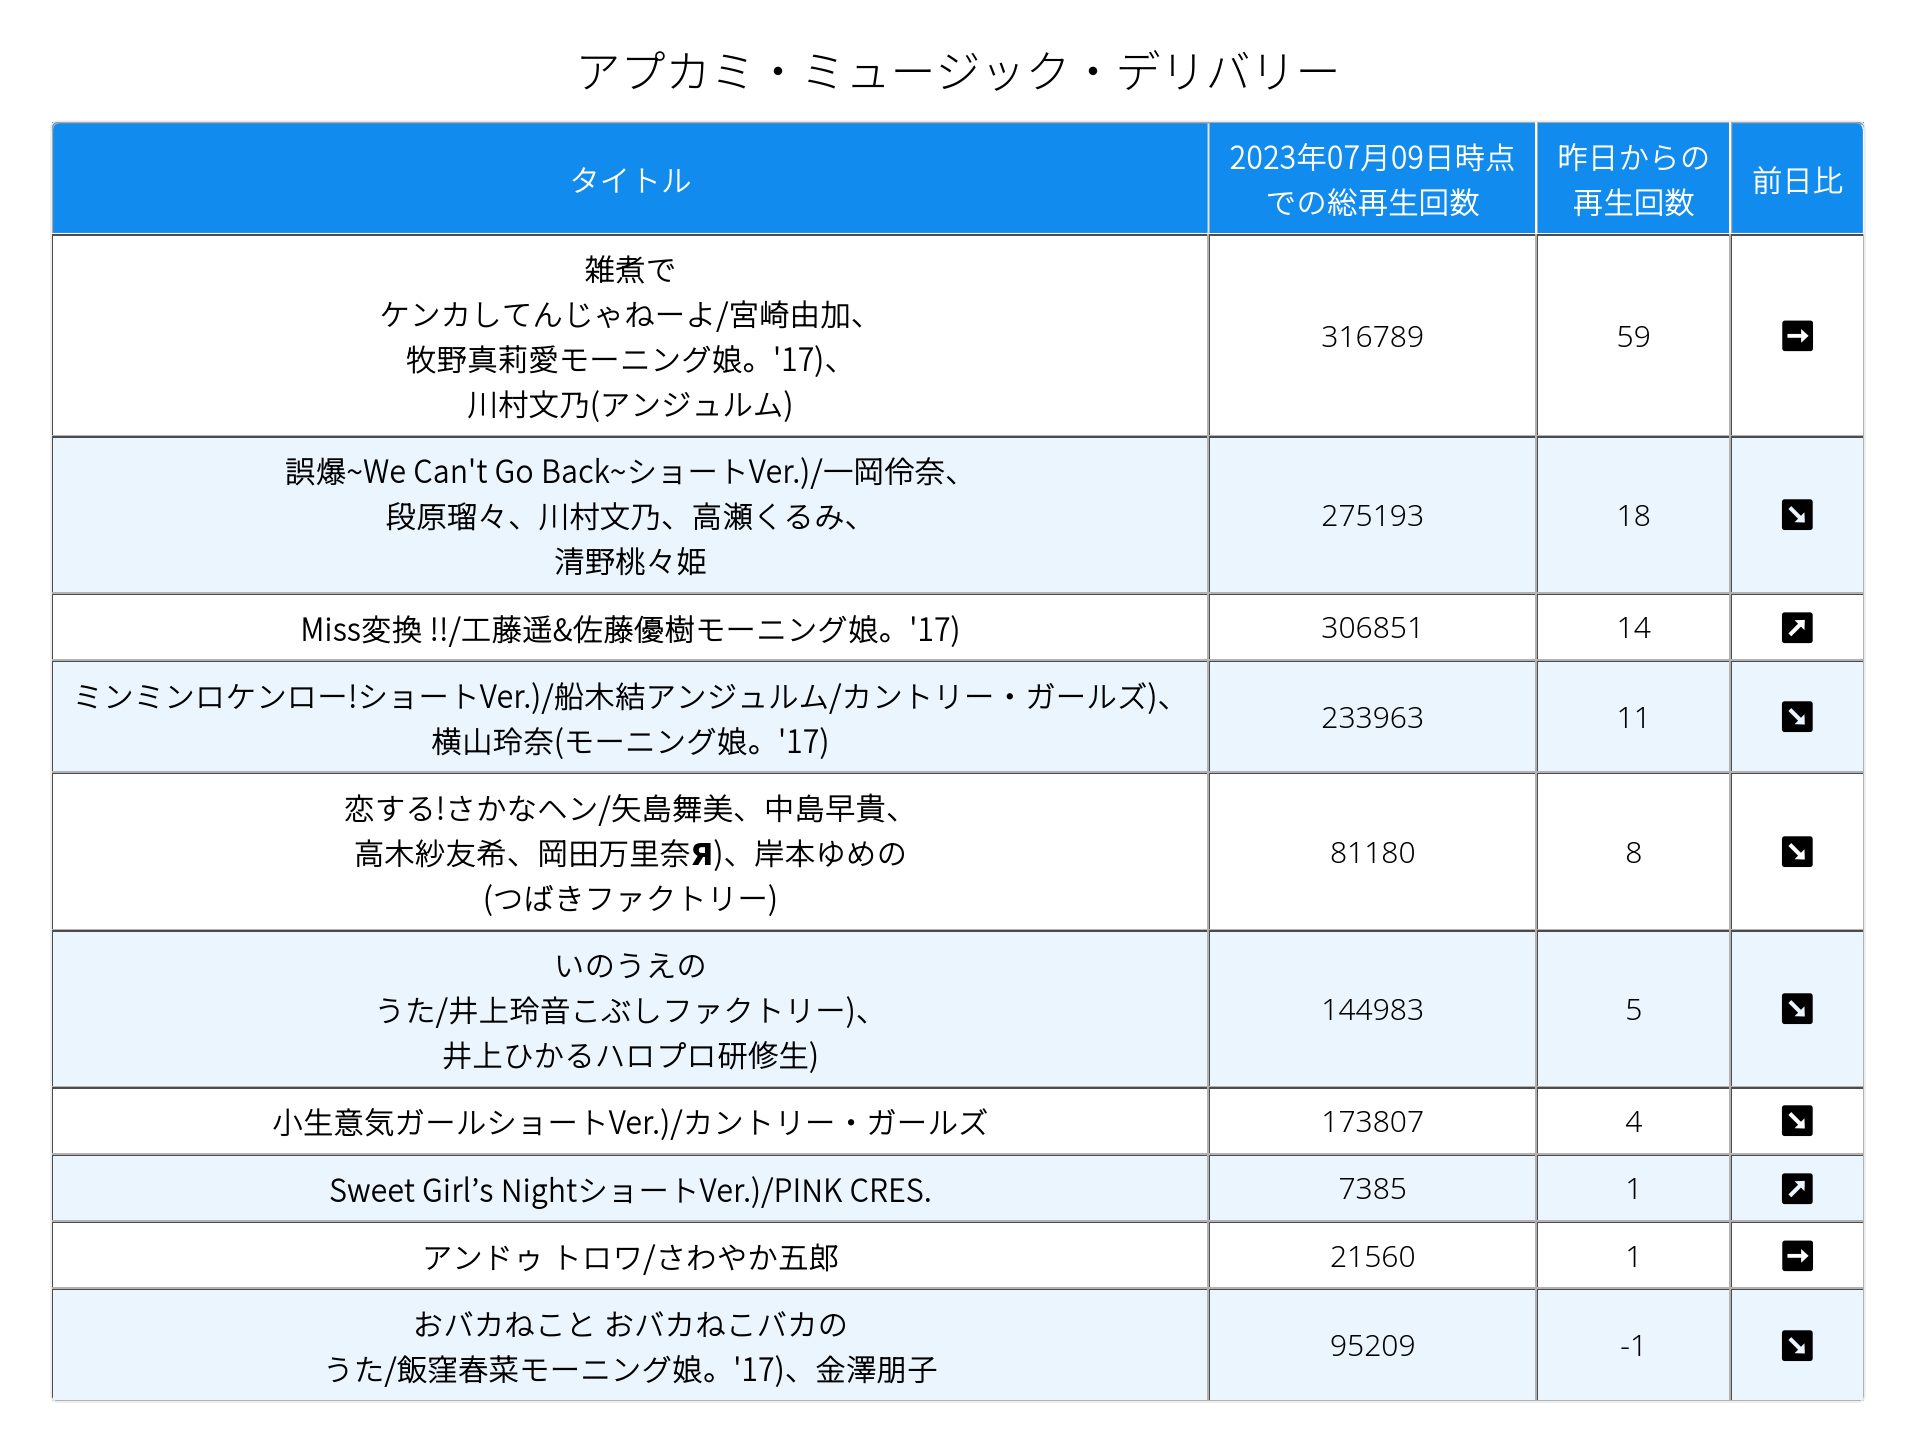 アプカミ・ミュージック・デリバリー
タイトル
2023年07月09日時点
での総再生回数
昨日からの
再生回数
前日比
雑煮で
ケンカしてんじゃねーよ/宮崎由加、
牧野真莉愛モーニング娘。'17)、
川村文乃(アンジュルム)
316789
59
誤爆~We Can't Go Back~ショートVer.)/一岡伶奈、
段原瑠々、川村文乃、高瀬くるみ、
清野桃々姫
275193
18
Miss変換 !!/工藤遥&佐藤優樹モーニング娘。'17)
306851
14
ミンミンロケンロー!ショートVer.)/船木結アンジュルム/カントリー・ガールズ)、
横山玲奈(モーニング娘。'17)
233963
11
恋する!さかなヘン/矢島舞美、中島早貴、
高木紗友希、岡田万里奈Я)、岸本ゆめの
(つばきファクトリー)
81180
8
いのうえの
うた/井上玲音こぶしファクトリー)、
井上ひかるハロプロ研修生)
144983
5
小生意気ガールショートVer.)/カントリー・ガールズ
173807
4
Sweet Girl’s NightショートVer.)/PINK CRES.
7385
1
アンドゥ トロワ/さわやか五郎
21560
1
おバカねこと おバカねこバカの
うた/飯窪春菜モーニング娘。'17)、金澤朋子
95209
-1